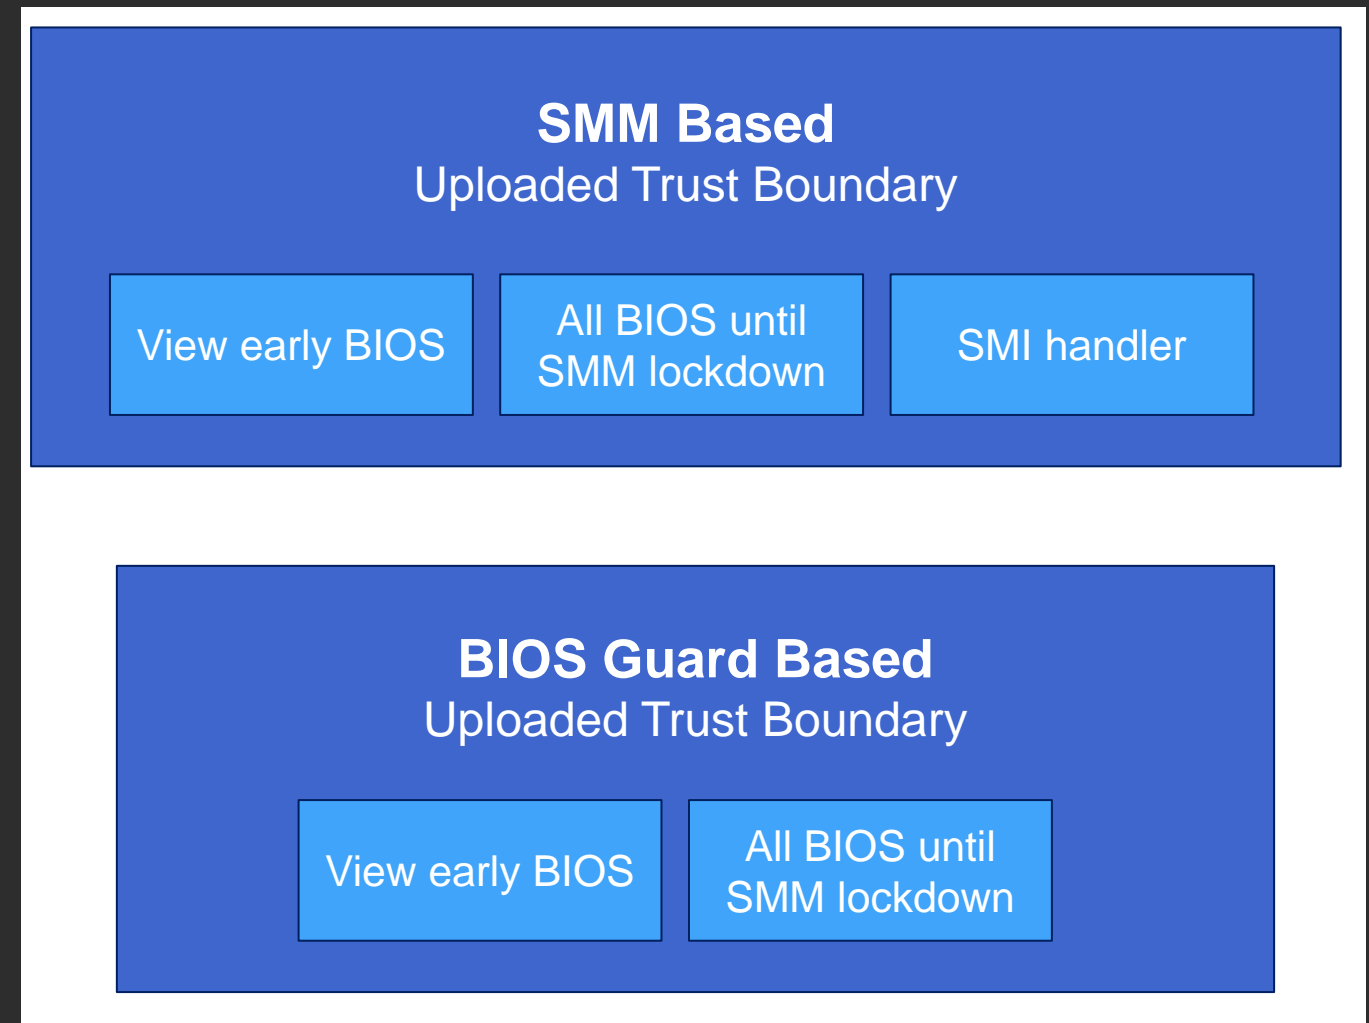 SMM Based
Uploaded Trust Boundary
View early BIOS
All BIOS until
SMM lockdown
SMI handler
BIOS Guard Based
Uploaded Trust Boundary
View early BIOS
All BIOS until
SMM lockdown